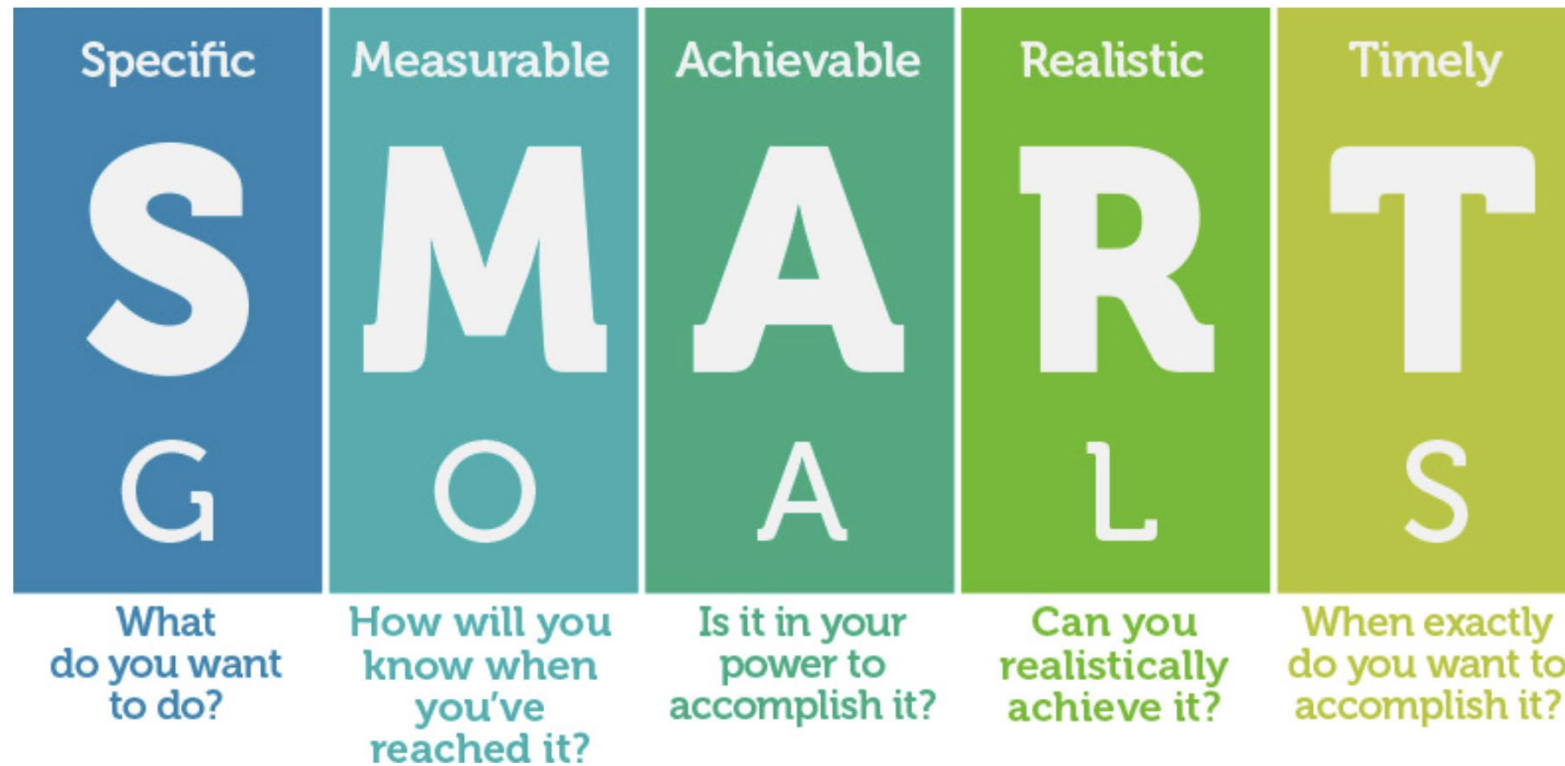 Specific
S
G
What
do you want
to do?
Measurable
M
O
How will you
know when
you've
reached it?
Achievable
A
A
Is it in your
power to
accomplish it?
Realistic
R
L
Can you
realistically
achieve it?
Timely
T
S
When exactly
do you want to
accomplish it?